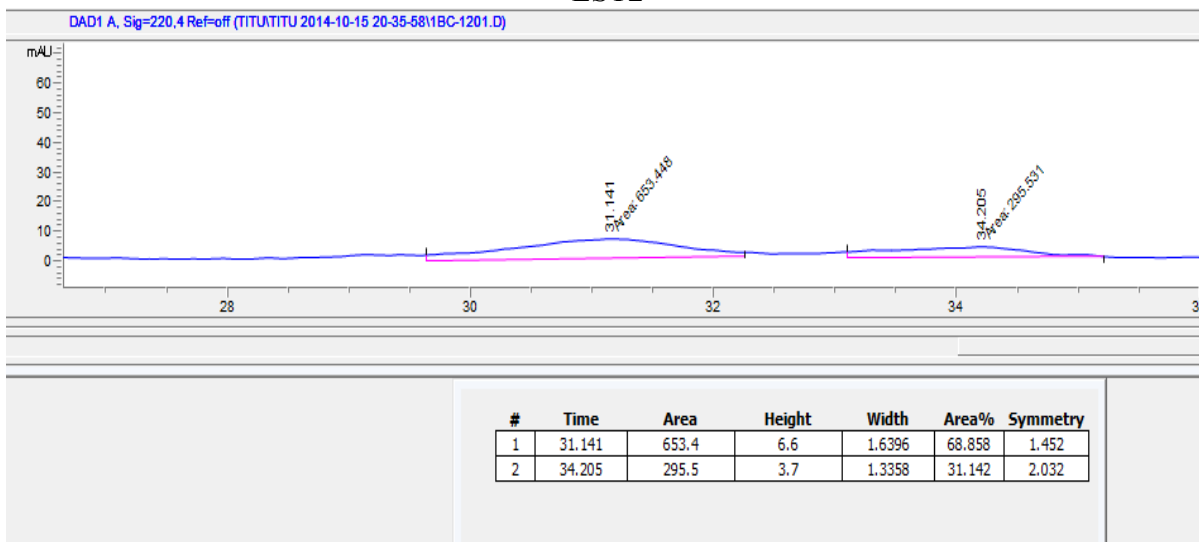 DAD1 A, Sig=220,4 Ref=off (TITU\TITU 2014-10-15 20-35-58\1BC-1201.D)
mAU
60
50
40
30
20
10
0
31.141
Area: 653.448
34.205
Area: 295.531
28
30
32
34
# Time Area Height Width Area% Symmetry
1 31.141 653.4 6.6 1.6396 68.858 1.452
2 34.205 295.5 3.7 1.3358 31.142 2.032